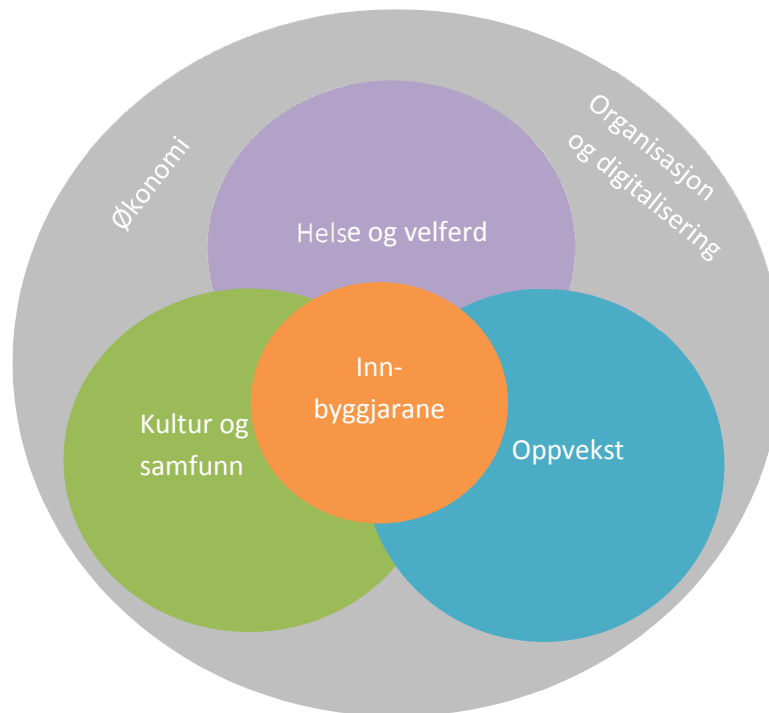 Økonomi
Organisasjon
og digitalisering
Helse og velferd
Inn-
byggjarane
Kultur og
samfunn
Oppvekst